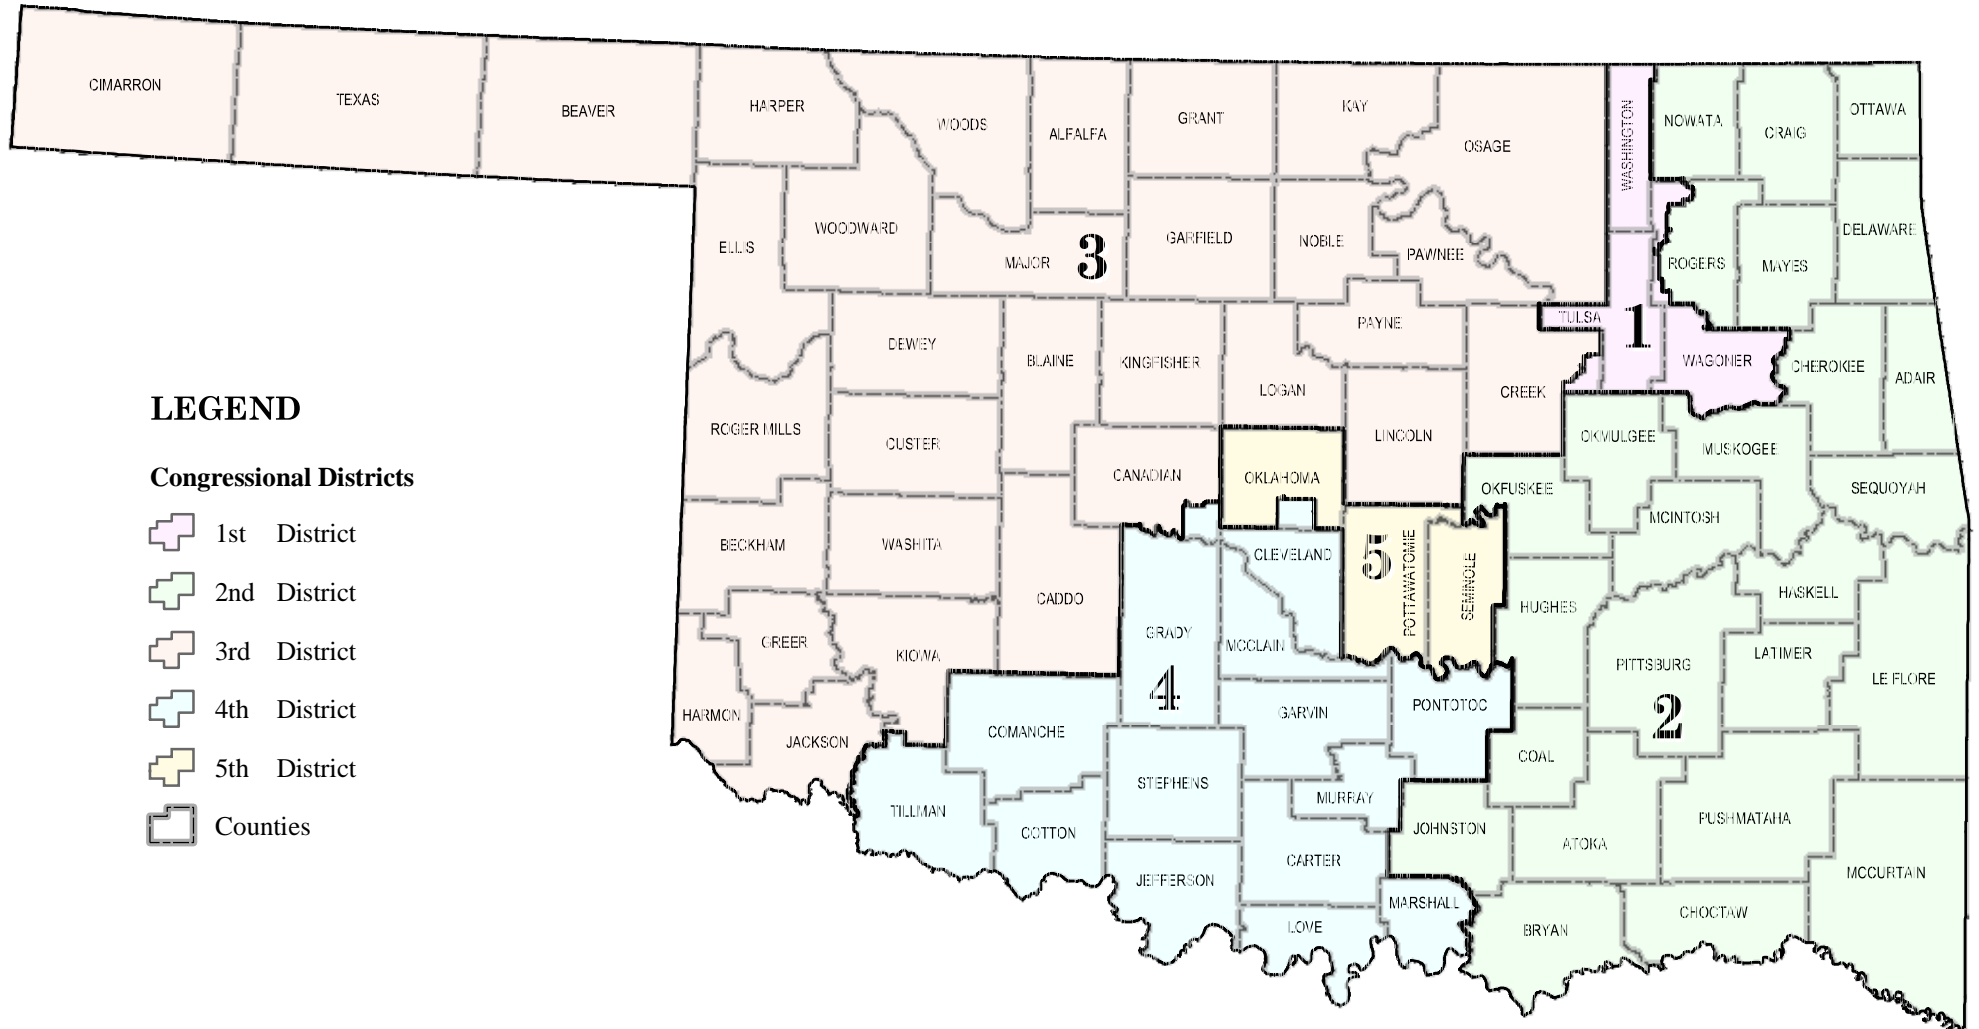 CIMARRON
TEXAS
BEAVER
HARPER
WOODS
ALFALFA
GRANT
KAY
OSAGE
WASHINGTON
NOWATA
CRAIG
OTTAWA
ELLIS
WOODWARD
MAJOR
3
GARFIELD
NOBLE
PAWNEE
ROGERS
MAYES
DELAWARE
DEWEY
BLAINE
KINGFISHER
LOGAN
PAYNE
CREEK
TULSA
1
WAGONER
CHEROKEE
ADAIR
ROGER MILLS
CUSTER
CANADIAN
OKLAHOMA
LINCOLN
OKMULGEE
MUSKOGEE
OKFUSKEE
MCINTOSH
SEQUOYAH
BECKHAM
WASHITA
CADDO
GRADY
4
CLEVELAND
MCCLAIN
5
POTTAWATOMIE
SEMINOLE
HUGHES
HASKELL
PITTSBURG
2
LATIMER
LE FLORE
GREER
KIOWA
HARMON
JACKSON
COMANCHE
GARVIN
PONTOTOC
COAL
TILLMAN
COTTON
STEPHENS
MURRAY
JOHNSTON
ATOKA
PUSHMATAHA
JEFFERSON
CARTER
MARSHALL
LOVE
BRYAN
CHOCTAW
MCCURTAIN
LEGEND
Congressional Districts
1st District
2nd District
3rd District
4th District
5th District
Counties